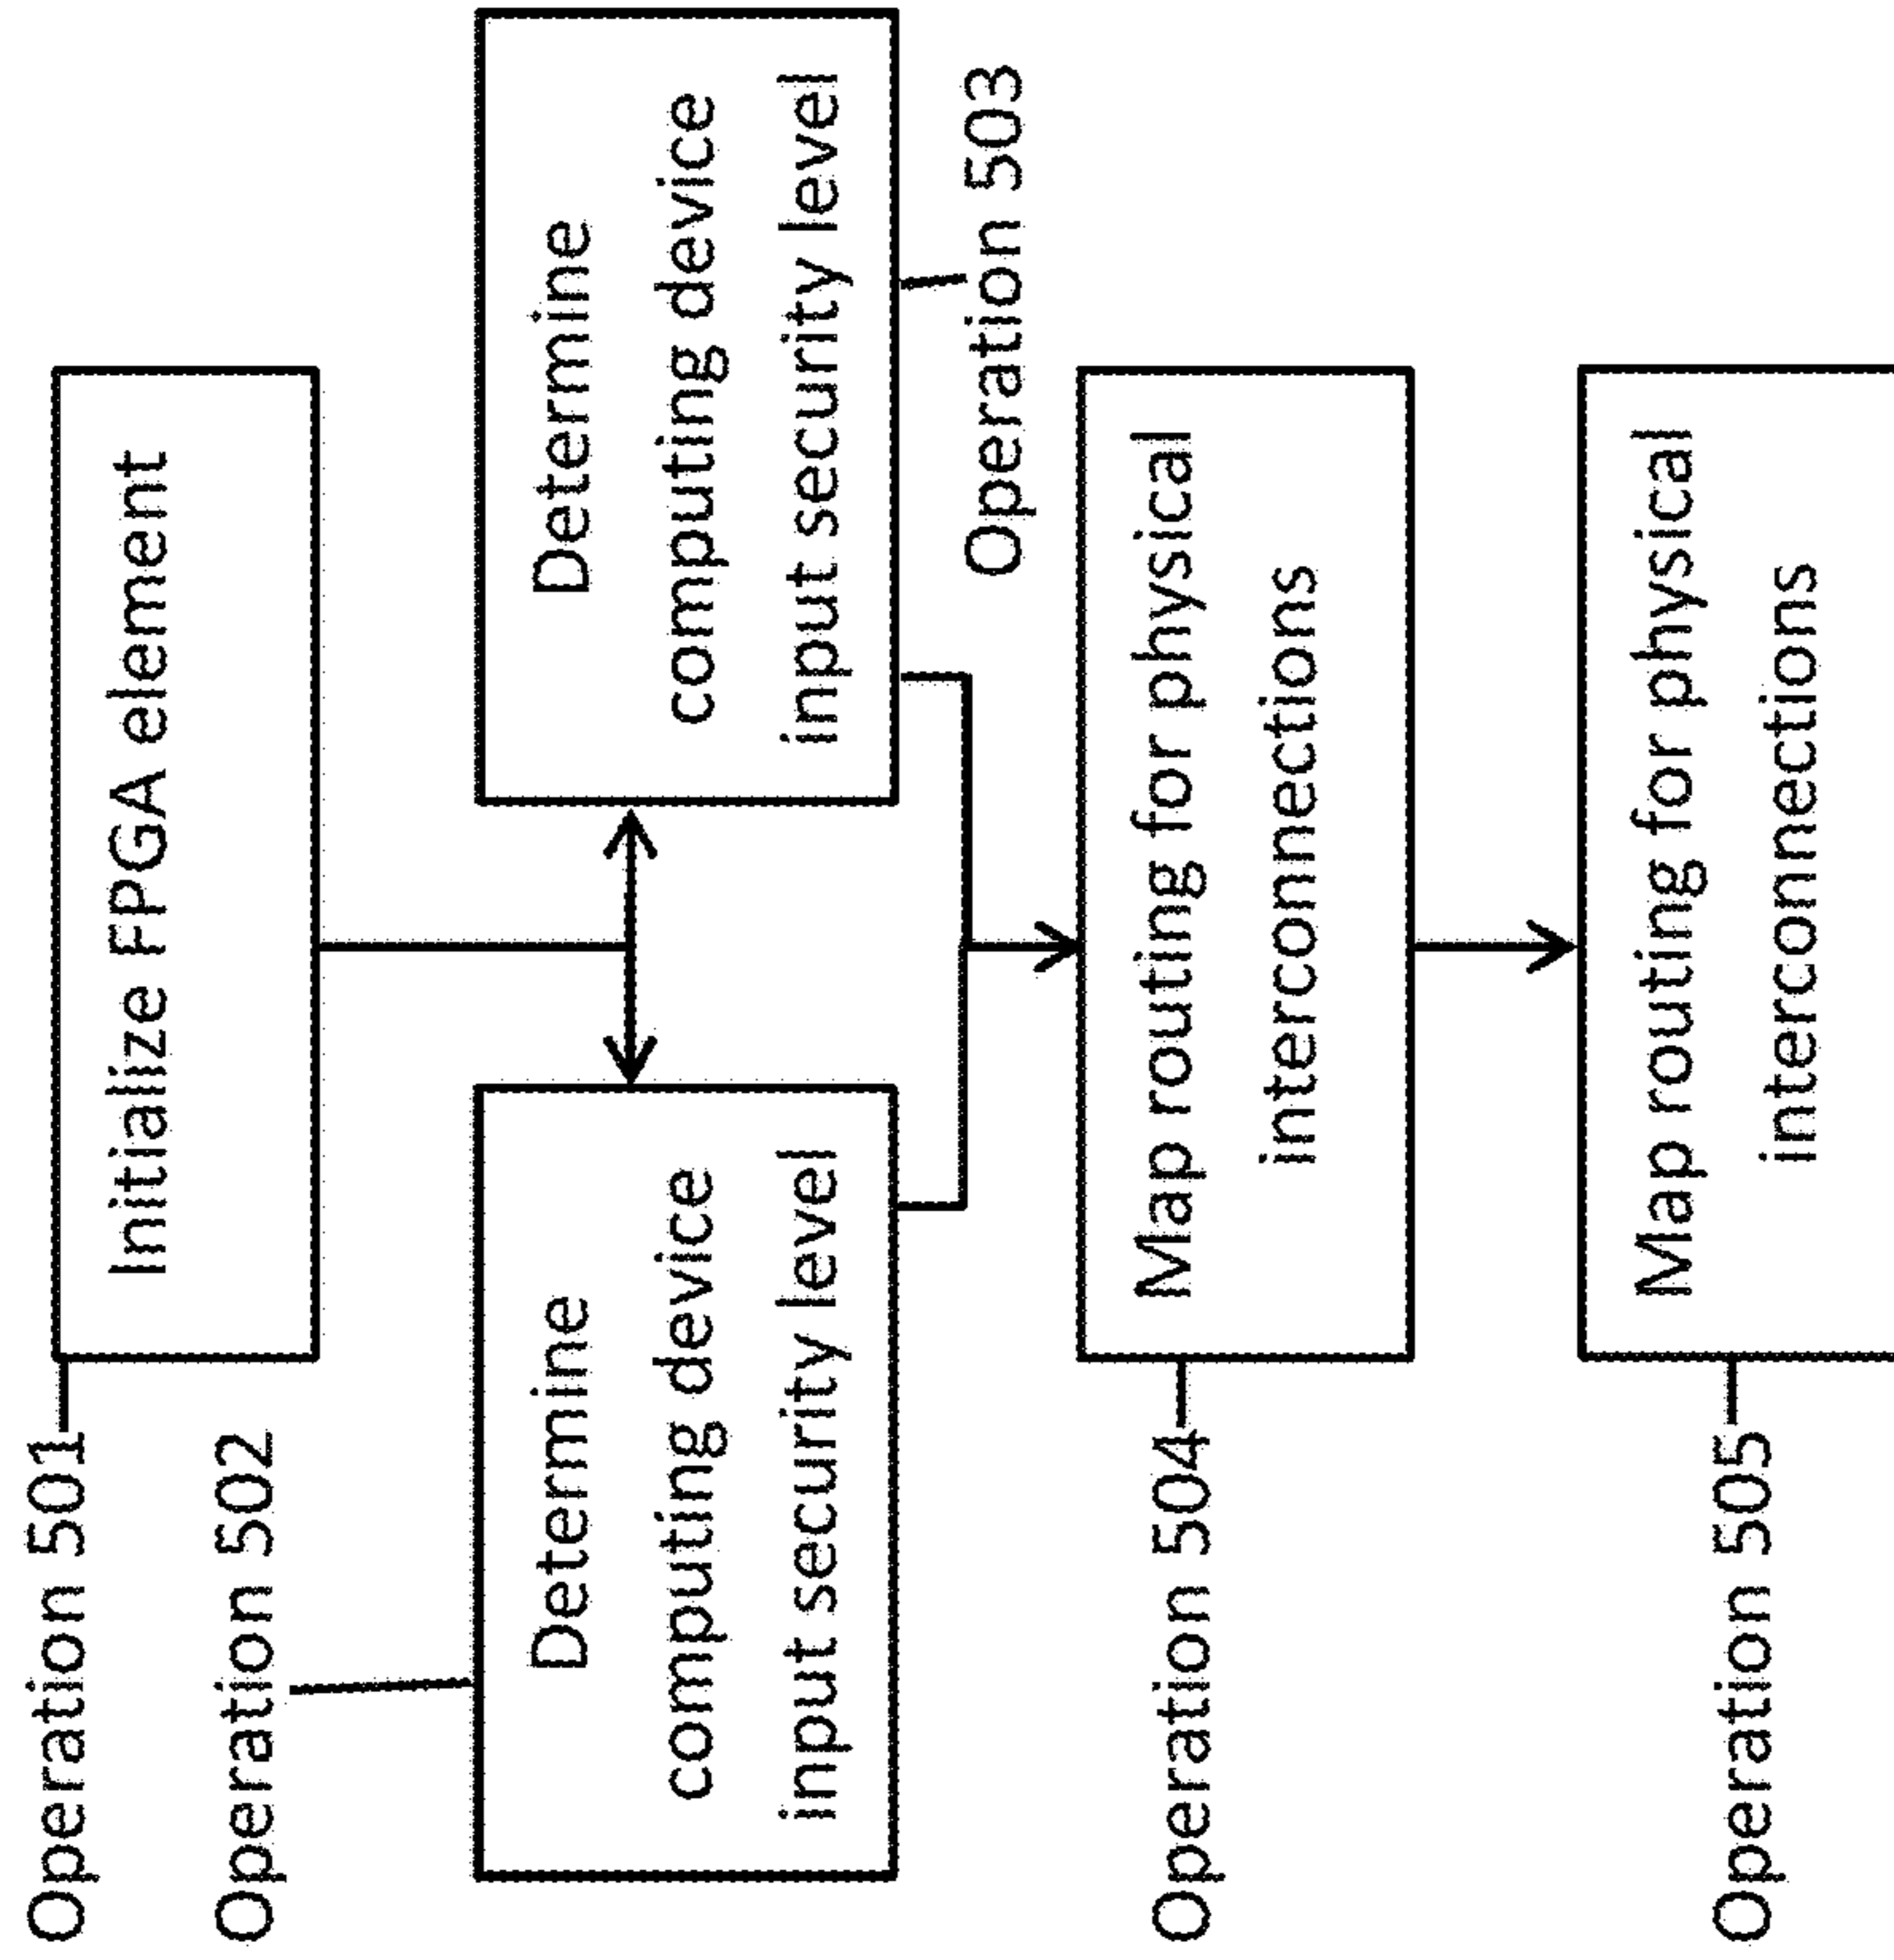 Operation 501
Initialize FPGA element
Operation 502
Determine
computing device
input security level
Determine
computing device
input security level
Operation 503
Operation 504
Map routing for physical
interconnections
Operation 505
Map routing for physical
interconnections